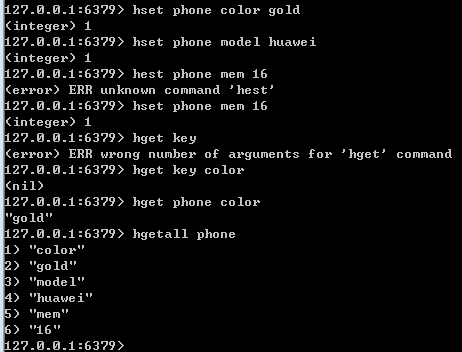 127.0.0.1:6379> hset phone color gold
(integer) 1
127.0.0.1:6379> hset phone model huawei
(integer) 1
127.0.0.1:6379> hest phone mem 16
(error) ERR unknown command 'hest'
127.0.0.1:6379> hset phone mem 16
(integer) 1
127.0.0.1:6379> hget key
(error) ERR wrong number of arguments for 'hget' command
127.0.0.1:6379> hget key color
(nil)
127.0.0.1:6379> hget phone color
"gold"
127.0.0.1:6379> hgetall phone
1) "color"
2) "gold"
3) "model"
4) "huawei"
5) "mem"
6) "16"
127.0.0.1:6379>